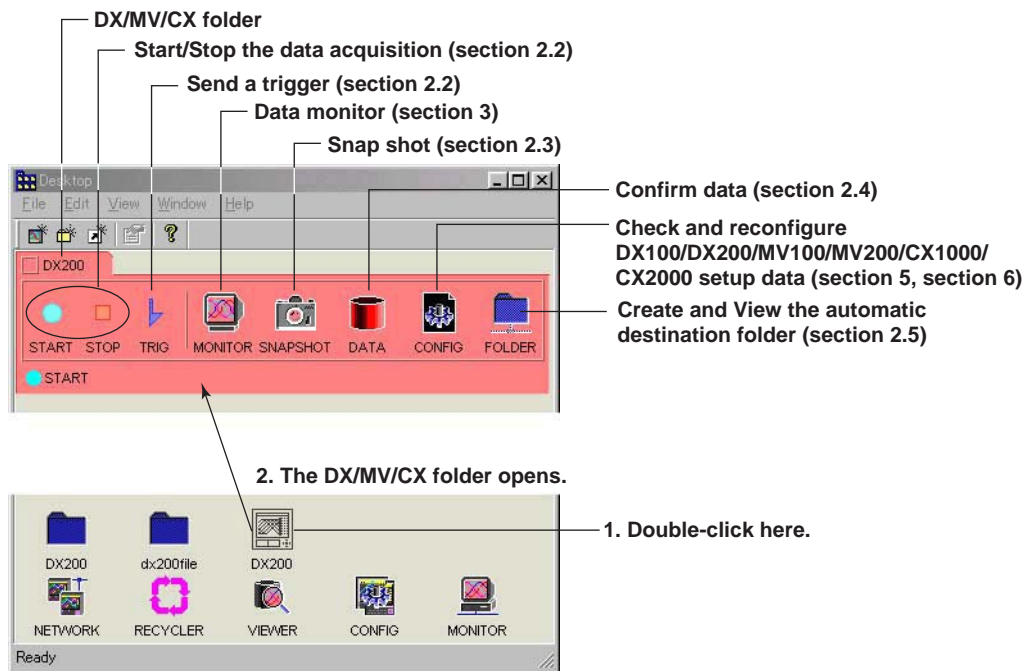 DX/MV/CX folder
Start/Stop the data acquisition (section 2.2)
Send a trigger (section 2.2)
Data monitor (section 3)
Snap shot (section 2.3)
Desktop
File Edit View Window Help
DX200
START STOP TRIG MONITOR SNAPSHOT DATA CONFIG FOLDER
START
Confirm data (section 2.4)
Check and reconfigure
DX100/DX200/MV100/MV200/CX1000/
CX2000 setup data (section 5, section 6)
Create and View the automatic
destination folder (section 2.5)
2. The DX/MV/CX folder opens.
1. Double-click here.
DX200 dx200file DX200
NETWORK RECYCLER VIEWER CONFIG MONITOR
Ready